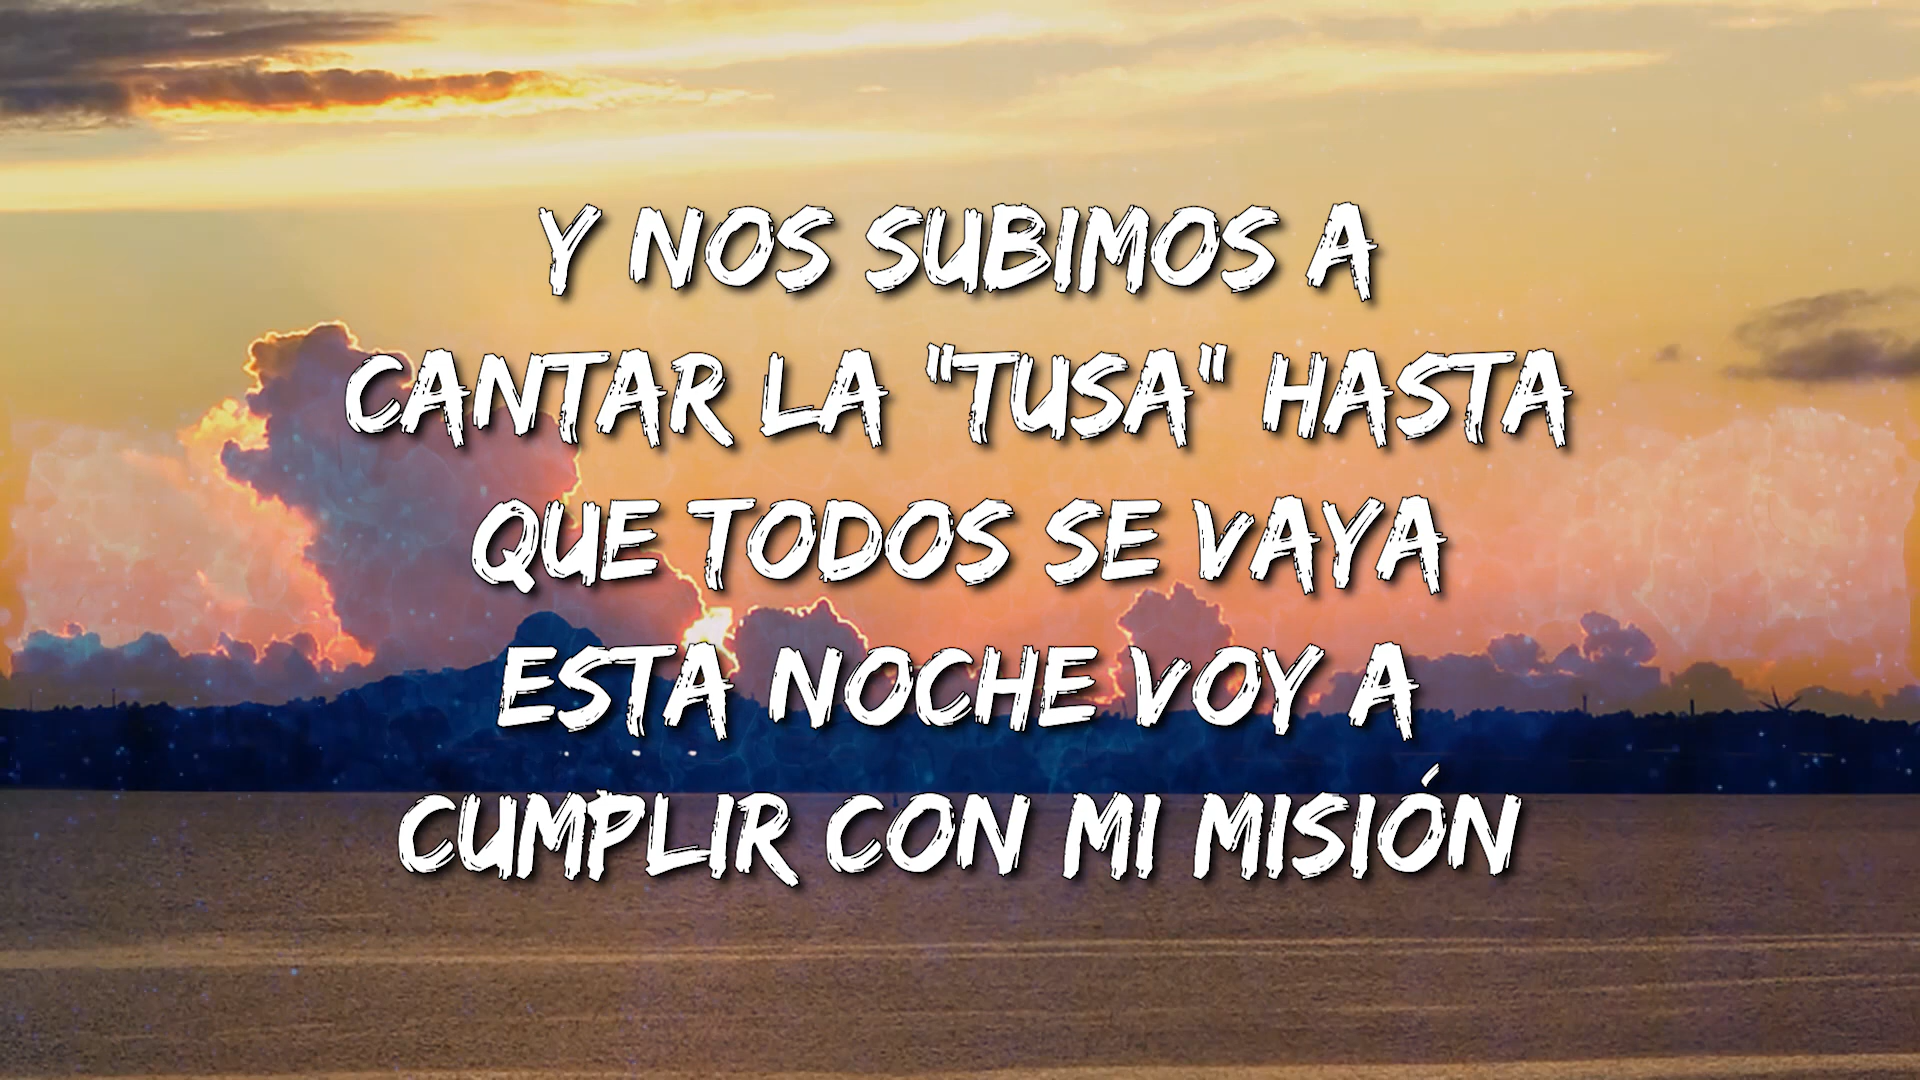 Y NOS SUBIMOS A
CANTAR LA "TUSA" HASTA
QUE TODOS SE VAYA
ESTA NOCHE VOY A
CUMPLIR CON MI MISIÓN